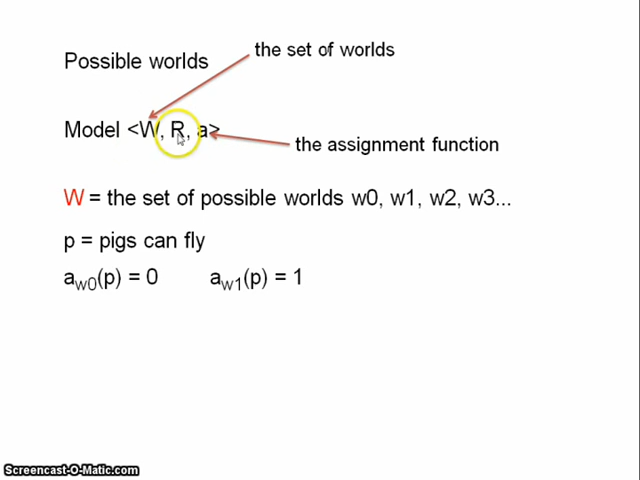 the set of worlds
Possible worlds
Model <W, R, a>
the assignment function
W = the set of possible worlds w0, w1, w2, w3...
p = pigs can fly
aw0(p) = 0 aw1(p) = 1
Screencast-O-Matic.com